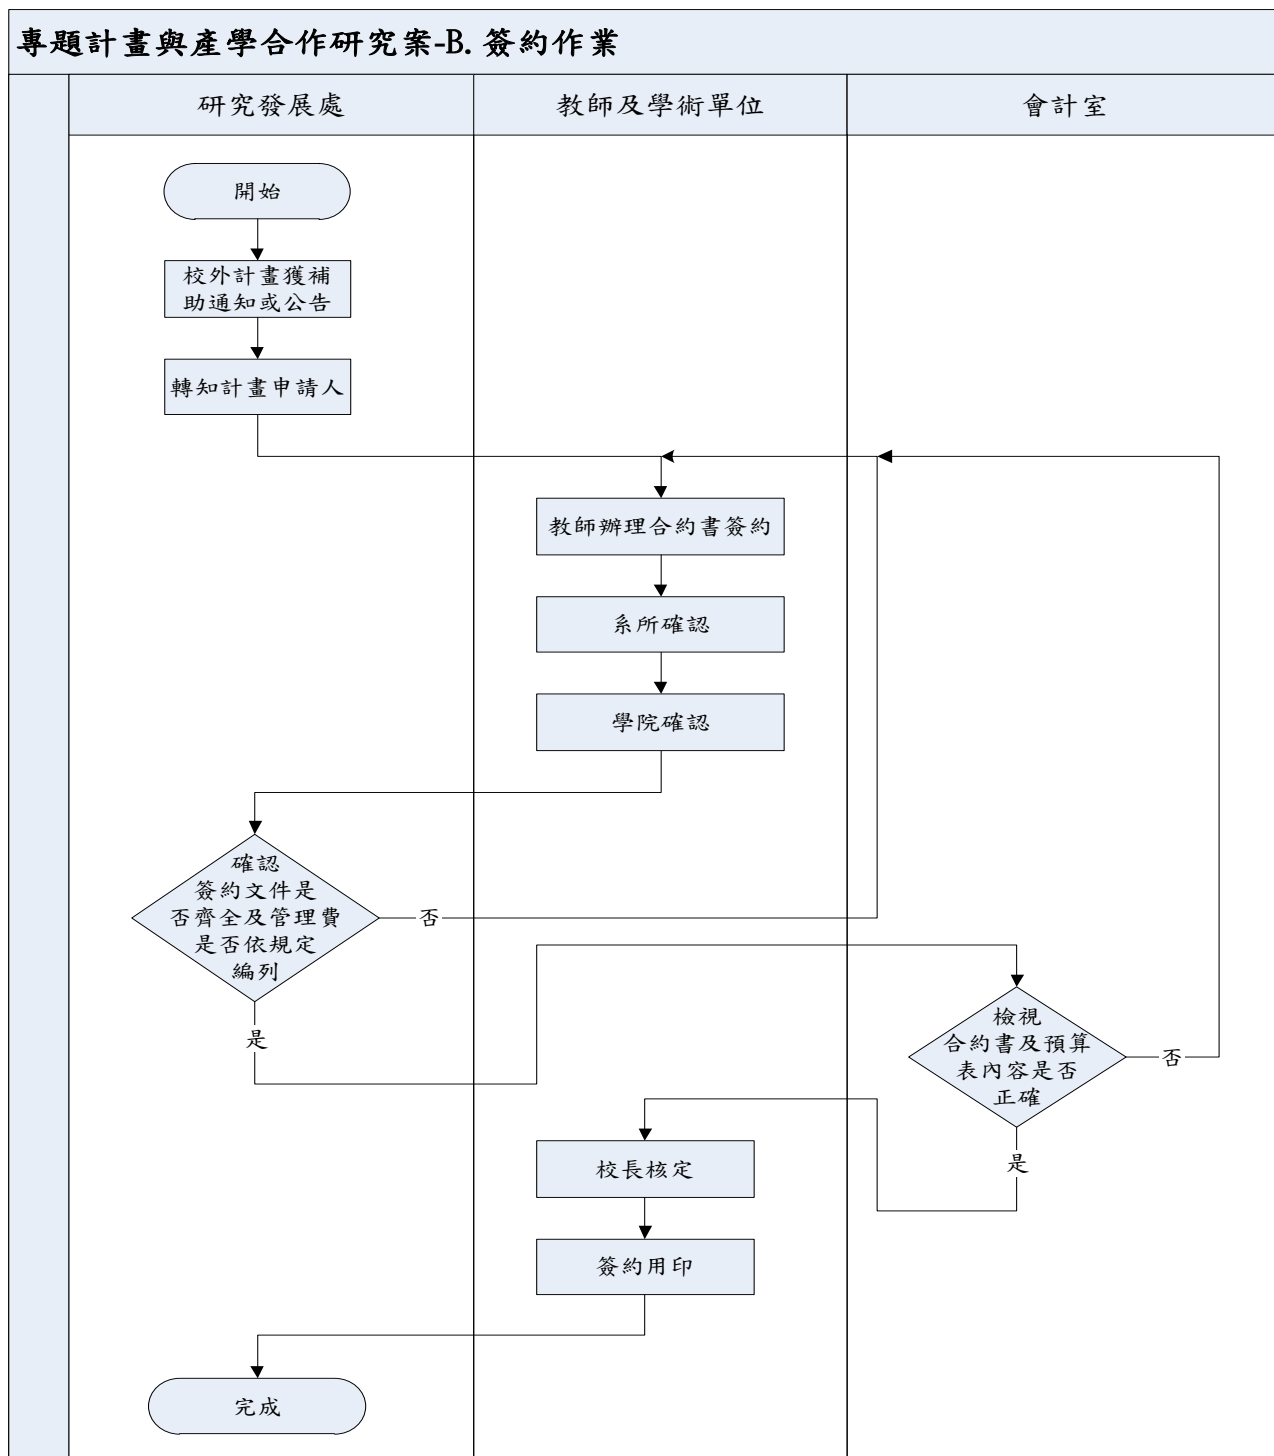 專題計畫與產學合作研究案-B. 簽約作業
研究發展處
教師及學術單位
會計室
開始
校外計畫獲補
助通知或公告
轉知計畫申請人
教師辦理合約書簽約
系所確認
學院確認
確認
簽約文件是
否齊全及管理費
是否依規定
編列
否
是
檢視
合約書及預算
表內容是否
正確
否
是
校長核定
簽約用印
完成